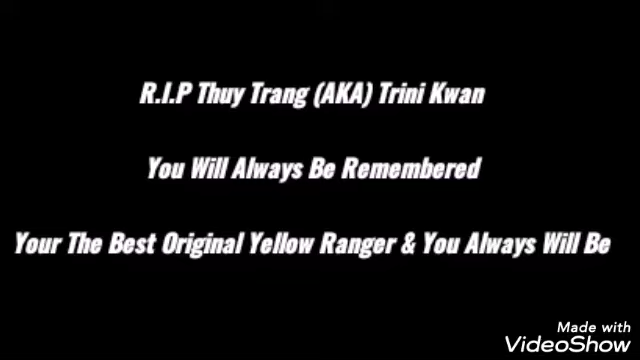 R.I.P Thuy Trang (AKA) Trini Kwan
You Will Always Be Remembered
Your The Best Original Yellow Ranger & You Always Will Be
Made with
VideoShow